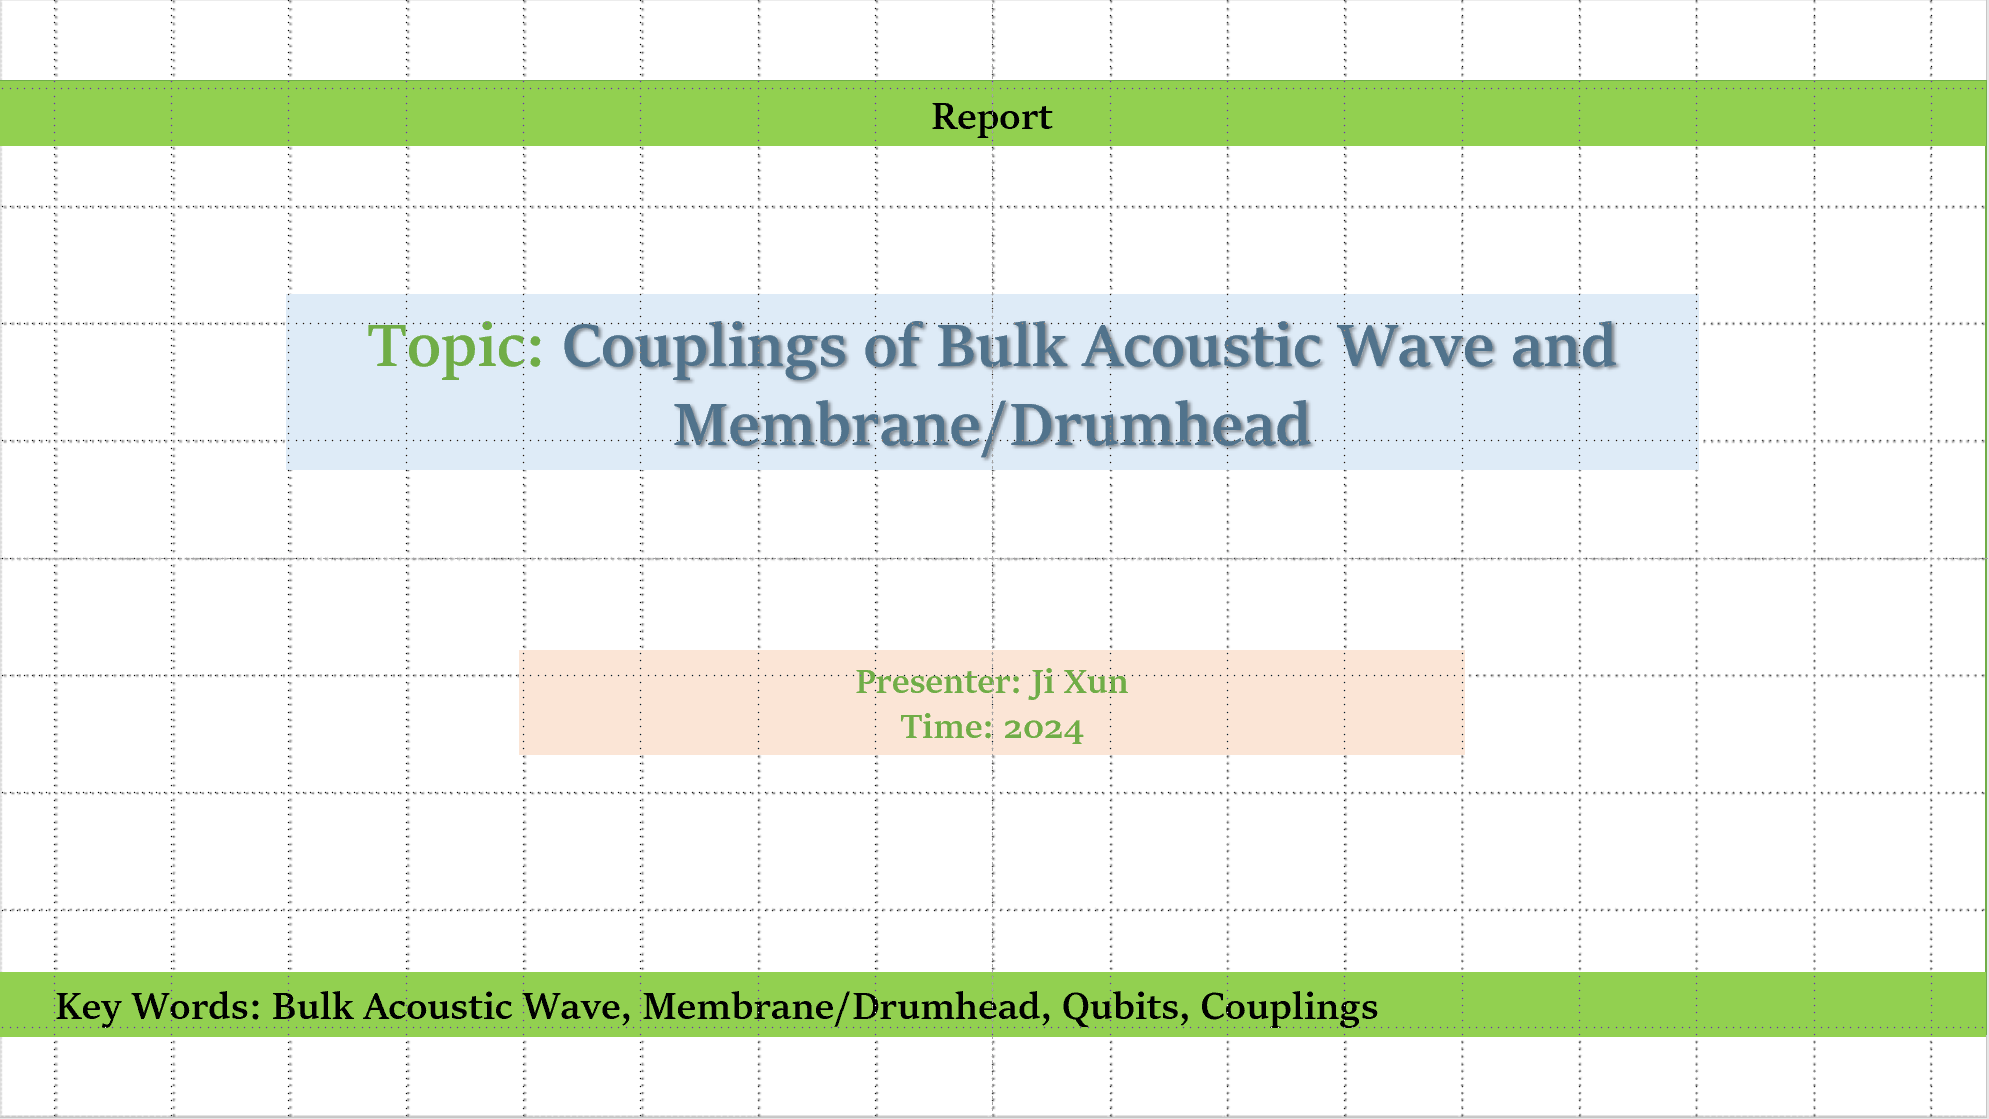 Report
Topic: Couplings of Bulk Acoustic Wave and
Membrane/Drumhead
Presenter: Ji Xun
Time: 2024
Key Words: Bulk Acoustic Wave, Membrane/Drumhead, Qubits, Couplings